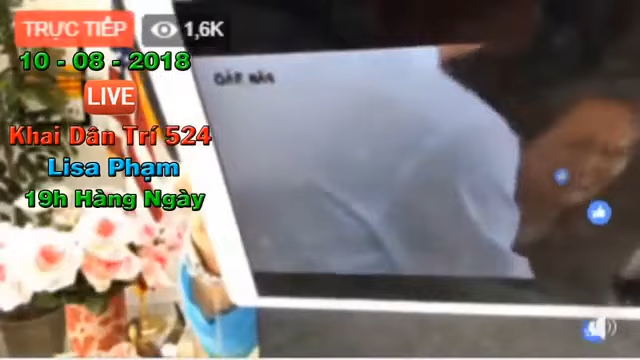 TRỰC TIẾP 1,6K
10 - 08 - 2018
LIVE
Khai Dân Trí 524
Lisa Phạm
19h Hàng Ngày